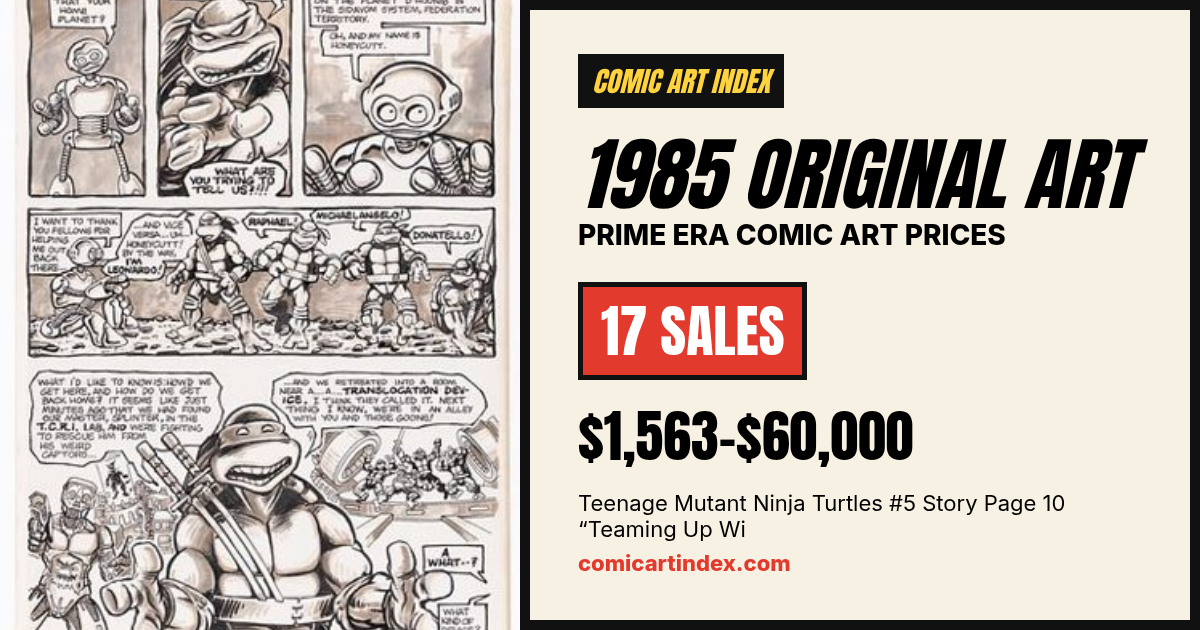 THAT YOUR
HOME
PLANET?
ON THE PLANET D'HOONIB IN
THE SIDAYOM SYSTEM, FEDERATION
TERRITORY.
OH, AND MY NAME IS
HONEYCUTT.
WHAT ARE
YOU TRYING TO
TELL US?!!!
I WANT TO THANK
YOU FELLOWS FOR
HELPING
ME OUT
BACK
THERE.
...AND VICE
VERSA...UH...
HONEYCUTT!
BY THE WAY,
I'M
LEONARDO!
RAPHAEL!
MICHAELANGELO!
DONATELLO!
WHAT I'D LIKE TO KNOW IS: HOW'D WE
GET HERE, AND HOW DO WE GET
BACK HOME? IT SEEMS LIKE JUST
MINUTES AGO THAT WE HAD FOUND
OUR MASTER, SPLINTER, IN THE
T.C.R.I. LAB, AND WERE FIGHTING
TO RESCUE HIM FROM
HIS WEIRD
CAPTORS...
...AND WE RETREATED INTO A ROOM
NEAR A...A...TRANSLOCATION DEV-
ICE, I THINK THEY CALLED IT. NEXT
THING I KNOW, WE'RE IN AN ALLEY
WITH YOU AND THOSE GOONS!
A
WHAT--?
WHAT
KIND OF
COMIC ART INDEX
1985 ORIGINAL ART
PRIME ERA COMIC ART PRICES
17 SALES
$1,563–$60,000
Teenage Mutant Ninja Turtles #5 Story Page 10
“Teaming Up Wi
comicartindex.com